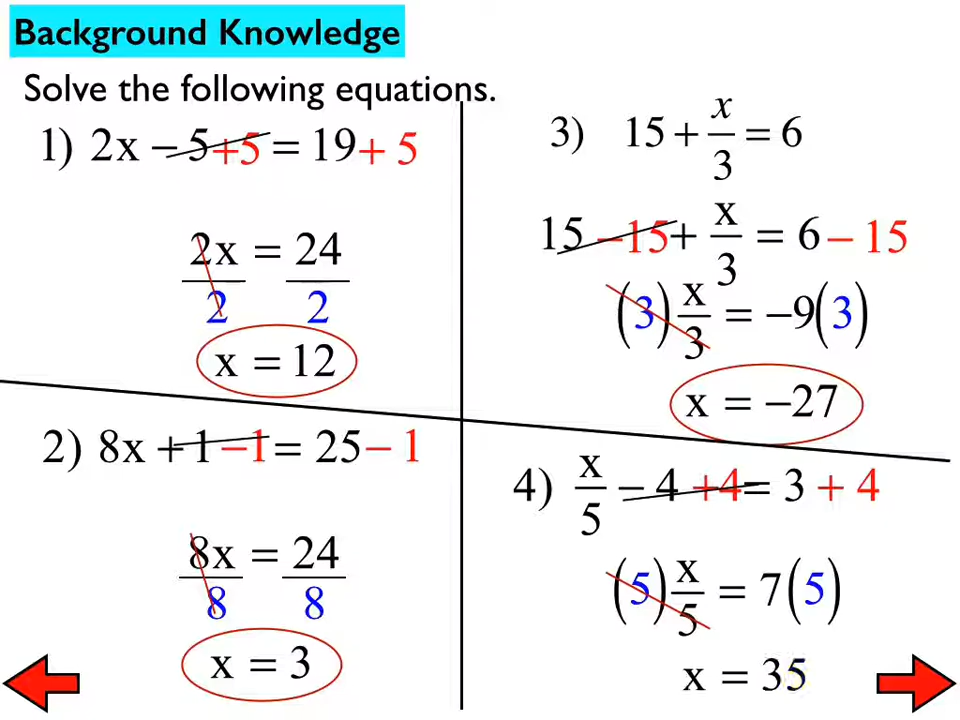 Background Knowledge
Solve the following equations.
1) 2x − 5 +5 = 19 + 5
2x = 24
2 2
x = 12
2) 8x + 1 −1 = 25 − 1
8x = 24
8 8
x = 3
3) 15 + x/3 = 6
15 −15 + x/3 = 6 − 15
(3) x/3 = −9(3)
x = −27
4) x/5 − 4 +4 = 3 + 4
(5) x/5 = 7(5)
x = 35